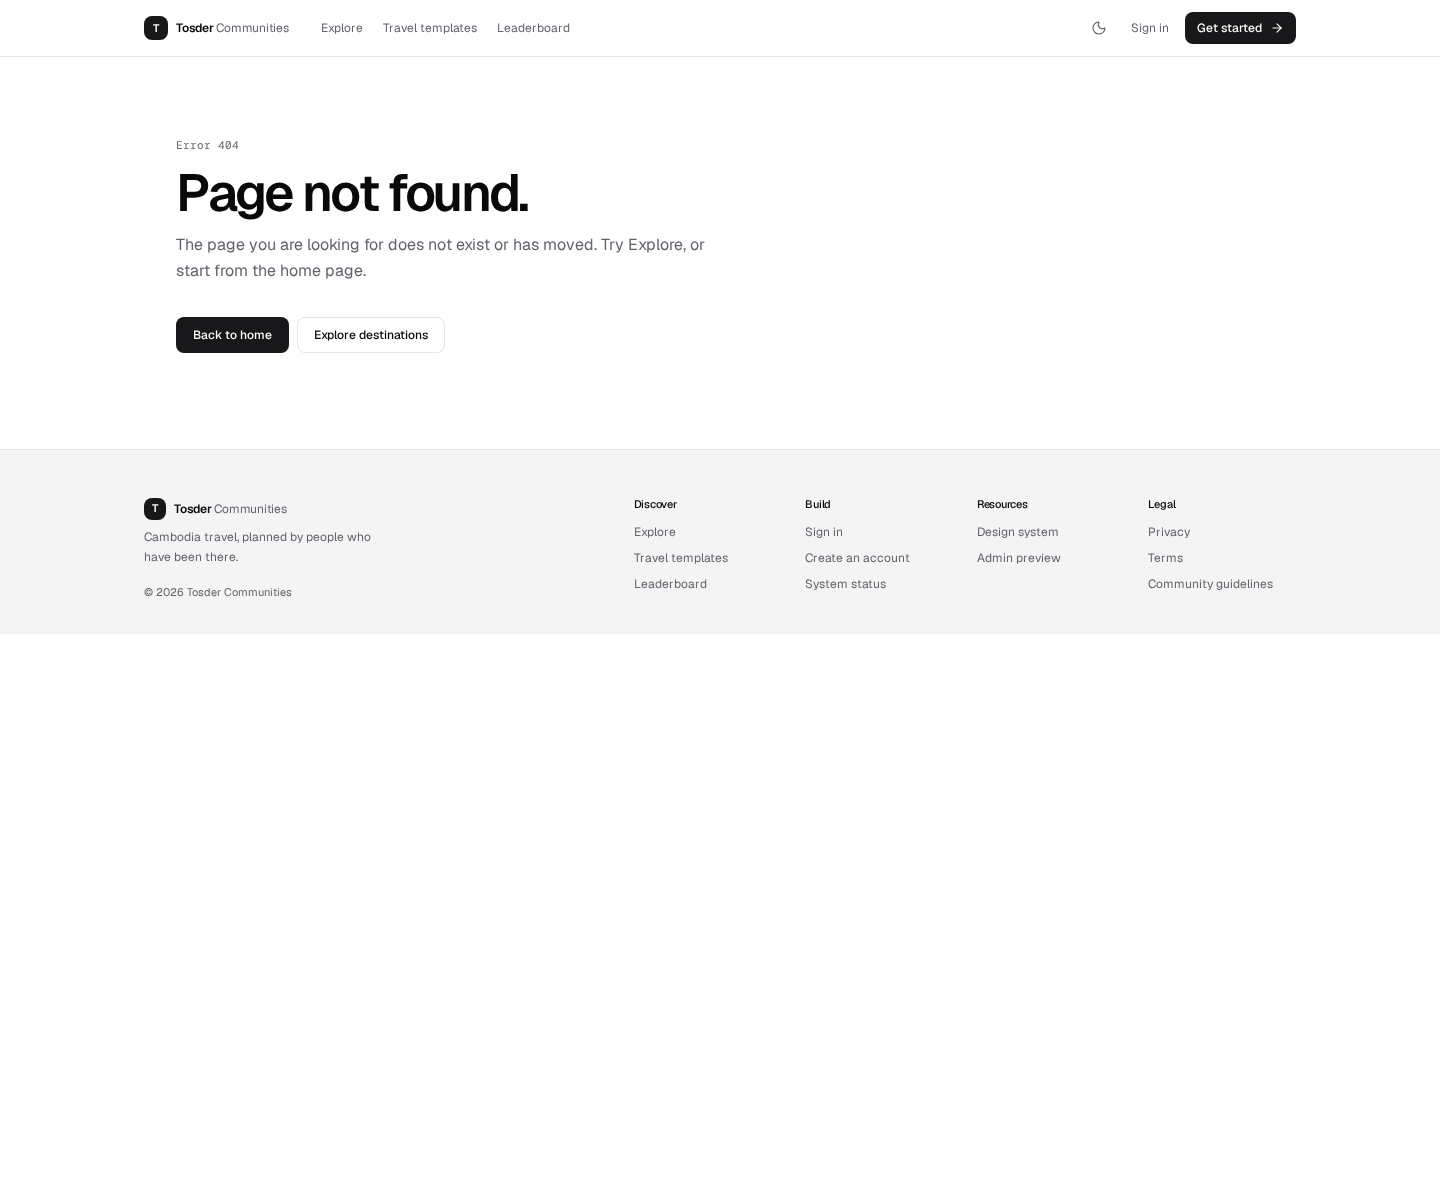 T Tosder Communities Explore Travel templates Leaderboard Sign in Get started
Error 404
Page not found.
The page you are looking for does not exist or has moved. Try Explore, or
start from the home page.
Back to home Explore destinations
T Tosder Communities
Cambodia travel, planned by people who
have been there.
© 2026 Tosder Communities
Discover
Explore
Travel templates
Leaderboard
Build
Sign in
Create an account
System status
Resources
Design system
Admin preview
Legal
Privacy
Terms
Community guidelines